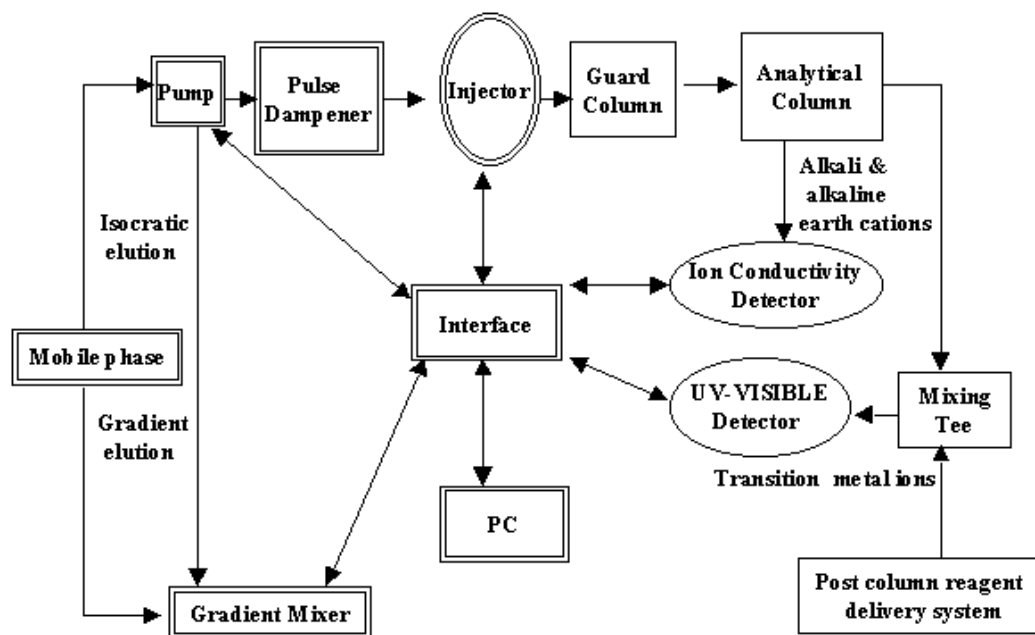 Pump
Pulse
Dampener
Injector
Guard
Column
Analytical
Column
Isocratic
elution
Alkali &
alkaline
earth cations
Ion Conductivity
Detector
Interface
Mobile phase
Gradient
elution
UV-VISIBLE
Detector
Mixing
Tee
Transition metal ions
PC
Gradient Mixer
Post column reagent
delivery system